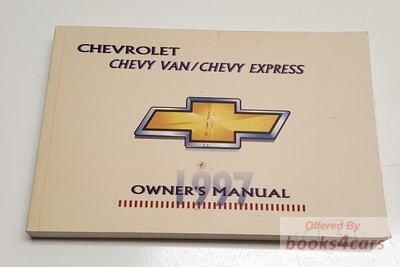 CHEVROLET
CHEVY VAN/CHEVY EXPRESS
1997
OWNER'S MANUAL
Offered By
books4cars